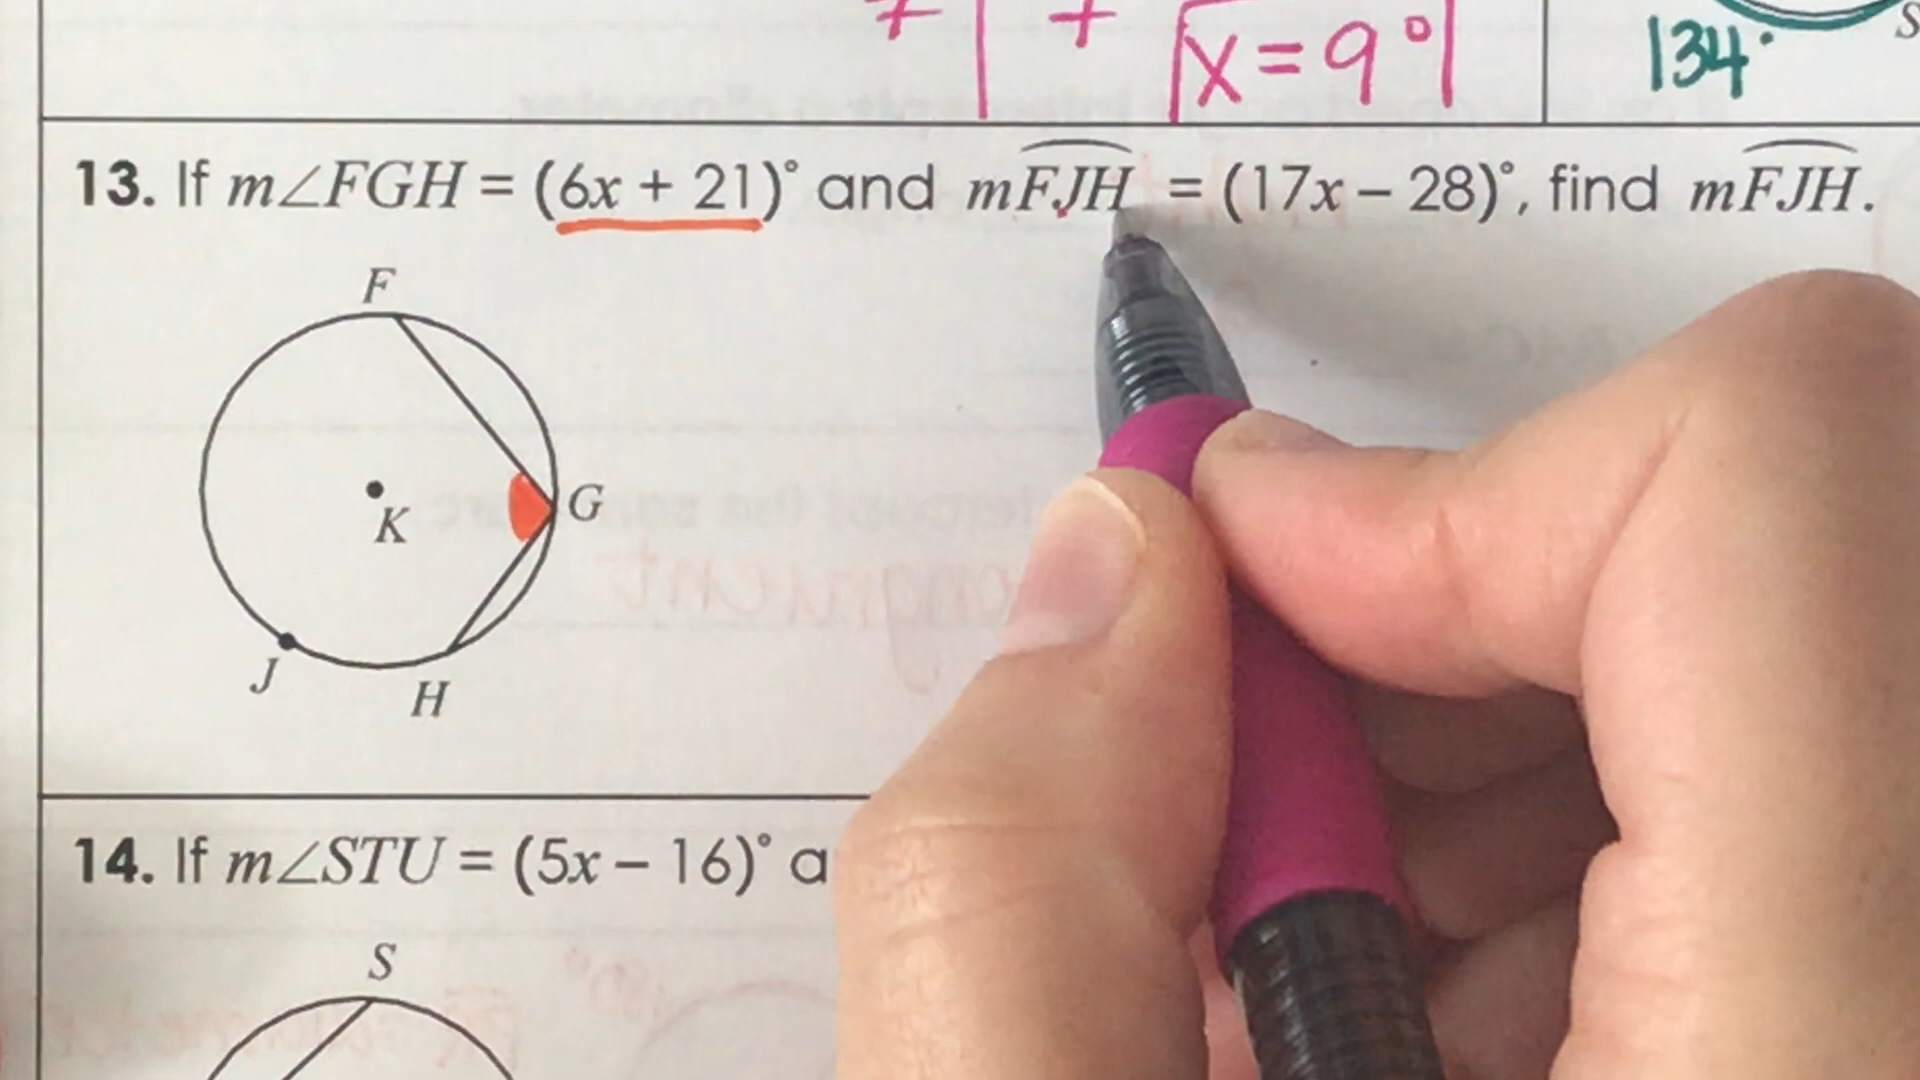 x = 9°
134°
S
13. If m∠FGH = (6x + 21)° and mFJH = (17x – 28)°, find mFJH.
F
G
K
J
H
14. If m∠STU = (5x – 16)° a
S